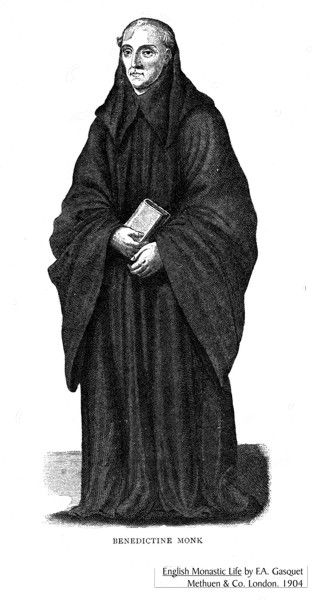 BENEDICTINE MONK
English Monastic Life by F.A. Gasquet
Methuen & Co. London. 1904